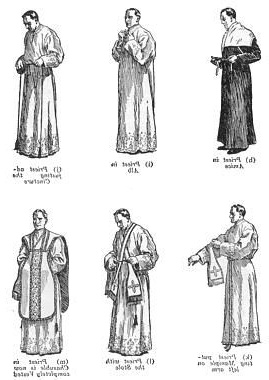 (h) Priest in
Amice
(i) Priest in
Alb
(j) Priest ad-
justing the
Cincture
(k) Priest put-
ting Maniple on
left arm
(l) Priest with
the Stole
(m) Priest in
Chasuble is now
completely Vested